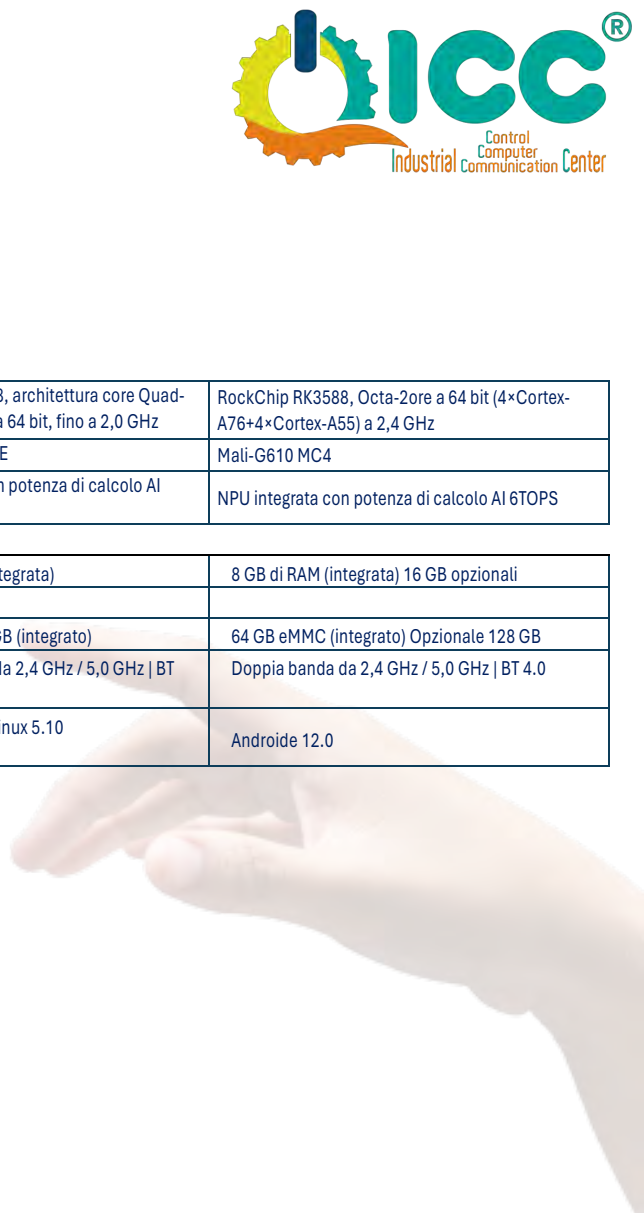 ®
ICC
Control
Computer
Industrial Communication Center
, architettura core Quad-
a 64 bit, fino a 2,0 GHz
RockChip RK3588, Octa-2ore a 64 bit (4×Cortex-
A76+4×Cortex-A55) a 2,4 GHz
E
Mali-G610 MC4
potenza di calcolo AI
NPU integrata con potenza di calcolo AI 6TOPS
tegrata)
8 GB di RAM (integrata) 16 GB opzionali
GB (integrato)
64 GB eMMC (integrato) Opzionale 128 GB
da 2,4 GHz / 5,0 GHz | BT
Doppia banda da 2,4 GHz / 5,0 GHz | BT 4.0
inux 5.10
Androide 12.0